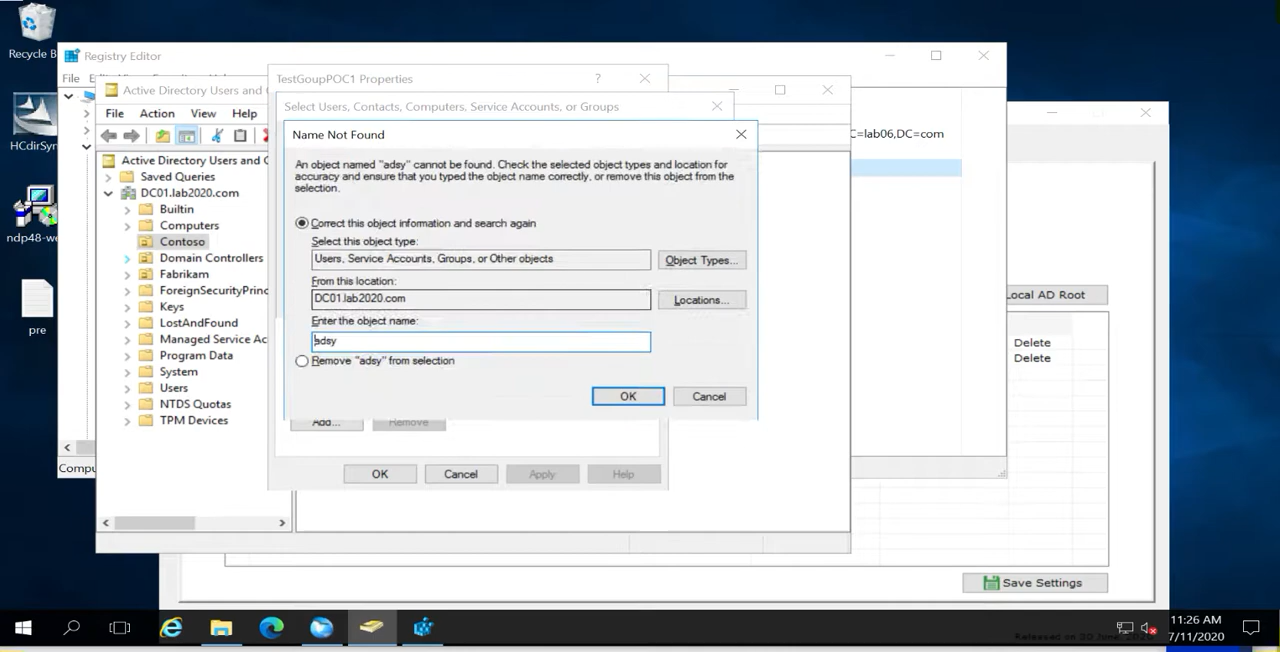 Recycle B
HCdirSyn
ndp48-we
pre
Registry Editor
File
TestGoupPOC1 Properties
?
Active Directory Users and C
Select Users, Contacts, Computers, Service Accounts, or Groups
File Action View Help
Name Not Found
An object named "adsy" cannot be found. Check the selected object types and location for
accuracy and ensure that you typed the object name correctly, or remove this object from the
selection.
Correct this object information and search again
Select this object type:
Users, Service Accounts, Groups, or Other objects
Object Types...
From this location:
DC01.lab2020.com
Locations...
Enter the object name:
adsy
Remove "adsy" from selection
OK Cancel
C=lab06,DC=com
Active Directory Users and C
Saved Queries
DC01.lab2020.com
Builtin
Computers
Contoso
Domain Controllers
Fabrikam
ForeignSecurityPrinc
Keys
LostAndFound
Managed Service Ac
Program Data
System
Users
NTDS Quotas
TPM Devices
Compu
Add... Remove
OK Cancel Apply Help
Local AD Root
Delete
Delete
Save Settings
Released on 30 June, 2020
11:26 AM
7/11/2020